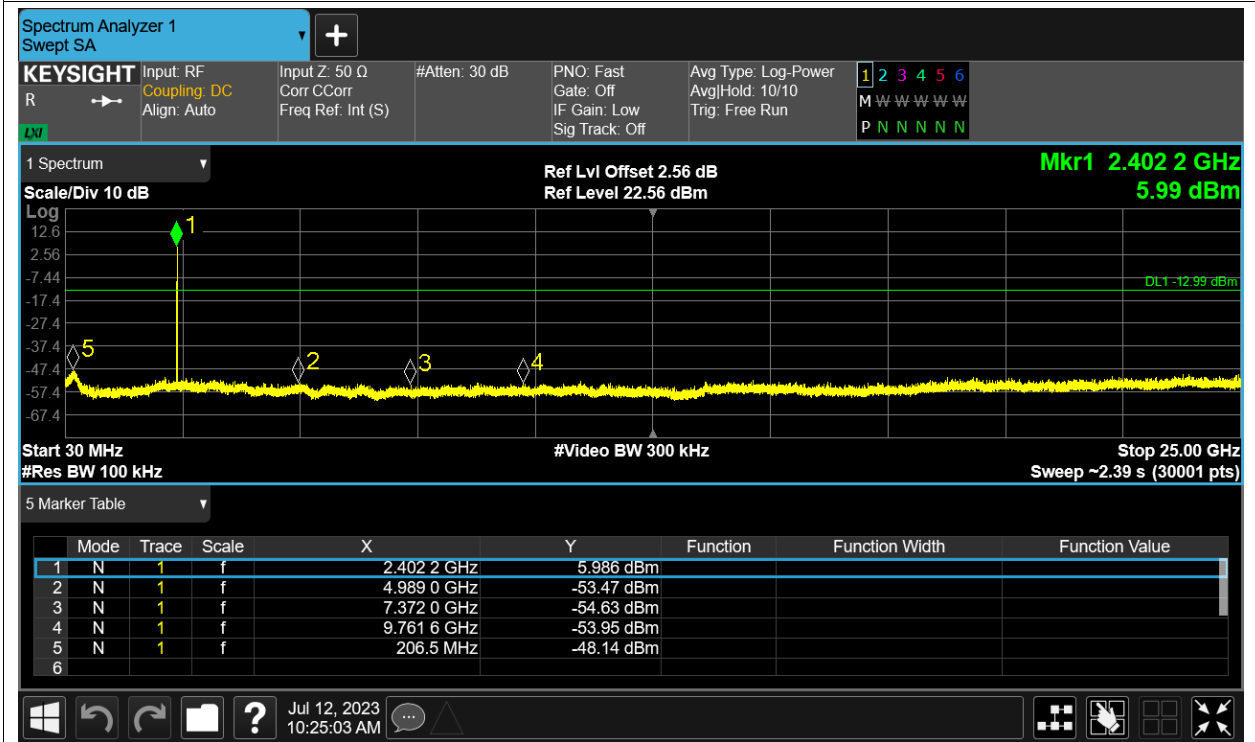 Spectrum Analyzer 1
Swept SA
KEYSIGHT
R
LXI
Input: RF
Coupling: DC
Align: Auto
Input Z: 50 Ω
Corr CCorr
Freq Ref: Int (S)
#Atten: 30 dB
PNO: Fast
Gate: Off
IF Gain: Low
Sig Track: Off
Avg Type: Log-Power
Avg|Hold: 10/10
Trig: Free Run
1 2 3 4 5 6
M W W W W W
P N N N N N
1 Spectrum
Scale/Div 10 dB
Ref Lvl Offset 2.56 dB
Ref Level 22.56 dBm
Mkr1 2.402 2 GHz
5.99 dBm
Log
12.6
2.56
-7.44
-17.4
-27.4
-37.4
-47.4
-57.4
-67.4
1
DL1 -12.99 dBm
5
2
3
4
Start 30 MHz
#Video BW 300 kHz
Stop 25.00 GHz
#Res BW 100 kHz
Sweep ~2.39 s (30001 pts)
5 Marker Table
Mode Trace Scale X Y Function Function Width Function Value
1 N 1 f 2.402 2 GHz 5.986 dBm
2 N 1 f 4.989 0 GHz -53.47 dBm
3 N 1 f 7.372 0 GHz -54.63 dBm
4 N 1 f 9.761 6 GHz -53.95 dBm
5 N 1 f 206.5 MHz -48.14 dBm
6
?
Jul 12, 2023
10:25:03 AM